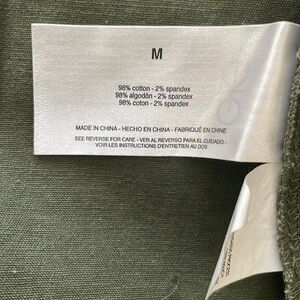 M
98% cotton - 2% spandex
98% algodón - 2% spandex
98% coton - 2% spandex
MADE IN CHINA - HECHO EN CHINA - FABRIQUÉ EN CHINE
SEE REVERSE FOR CARE - VER AL REVERSO PARA EL CUIDADO -
VOIR LES INSTRUCTIONS D'ENTRETIEN AU DOS